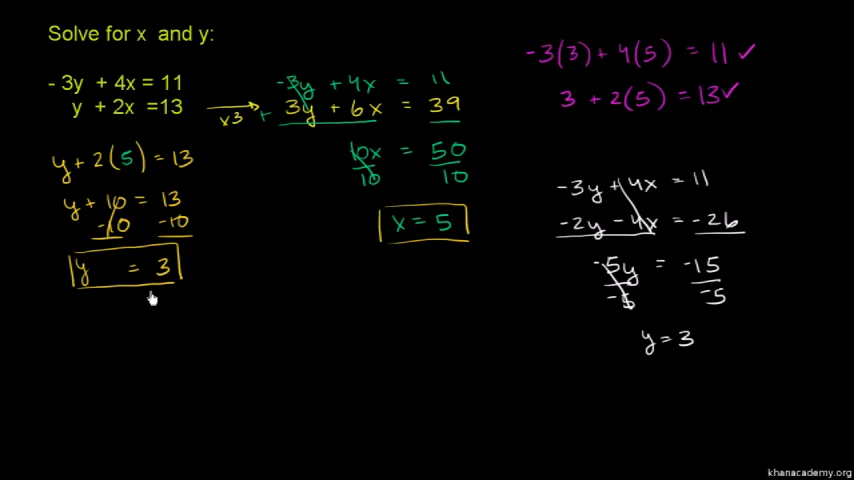 Solve for x and y:
- 3y + 4x = 11
y + 2x =13
x3
-3y + 4x = 11
+ 3y + 6x = 39
10x = 50
10 10
x = 5
y + 2(5) = 13
y + 10 = 13
-10 -10
y = 3
-3(3) + 4(5) = 11 ✓
3 + 2(5) = 13 ✓
-3y + 4x = 11
-2y - 4x = -26
-5y = -15
-5 -5
y = 3
khanacademy.org